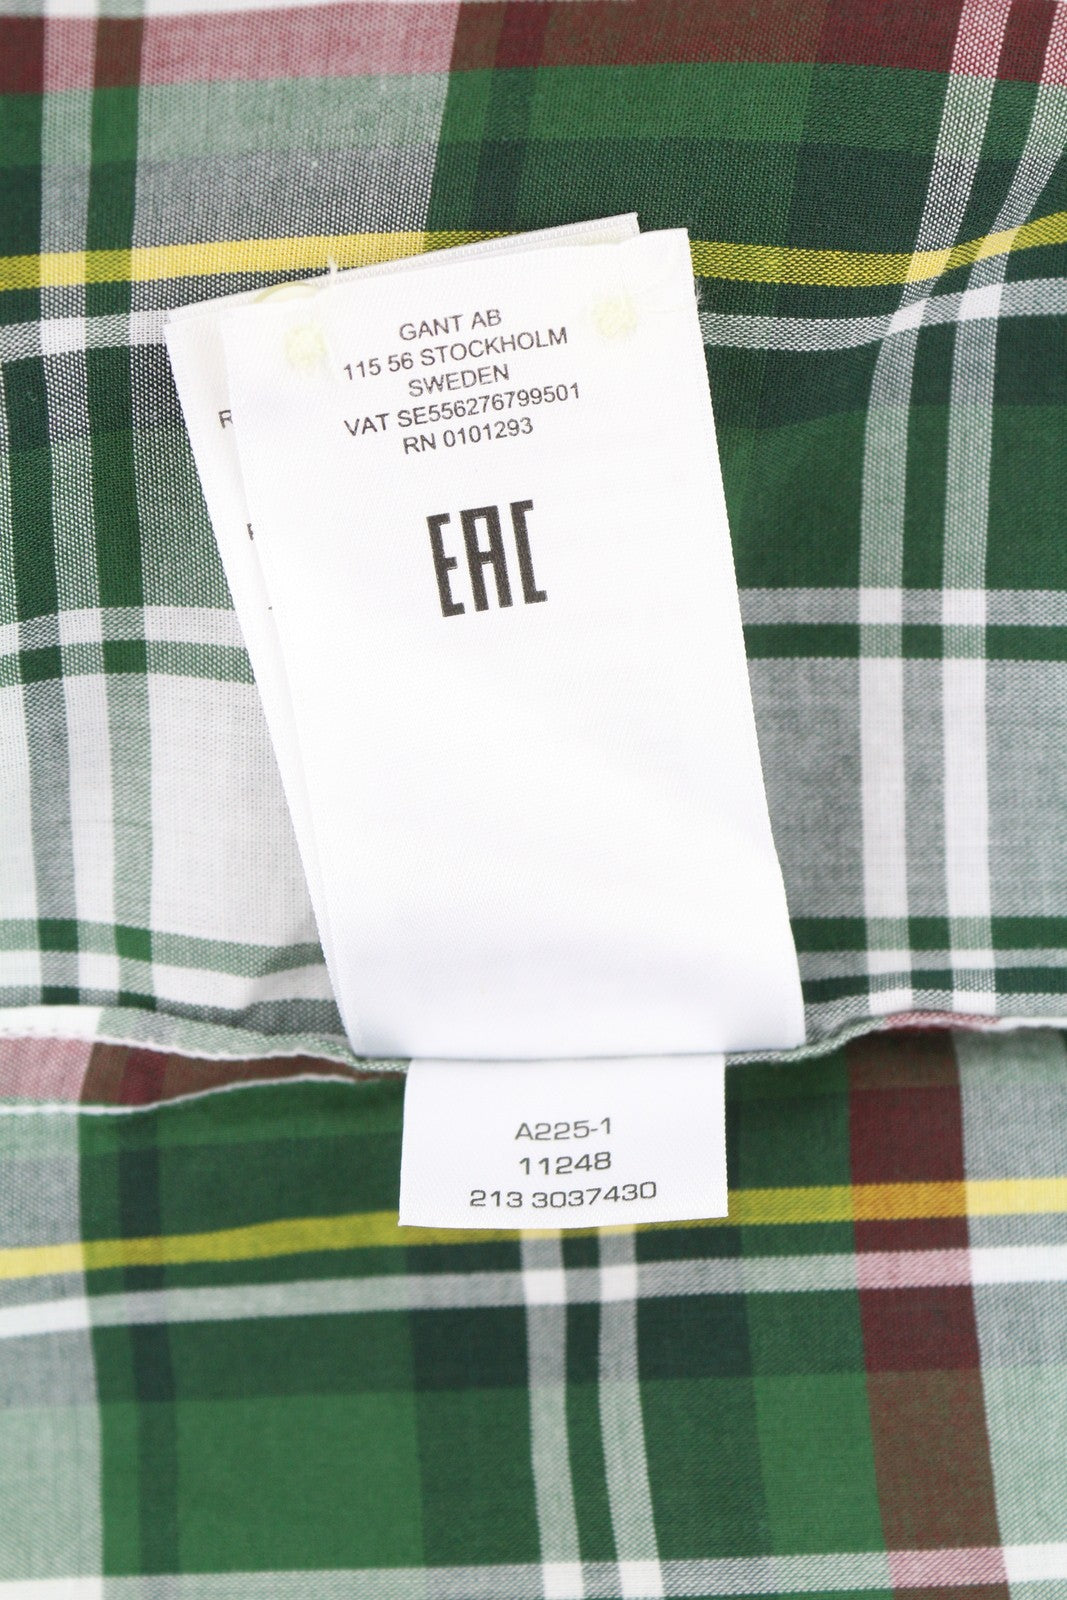 GANT AB
115 56 STOCKHOLM
SWEDEN
VAT SE556276799501
RN 0101293
EAC
A225-1
11248
213 3037430